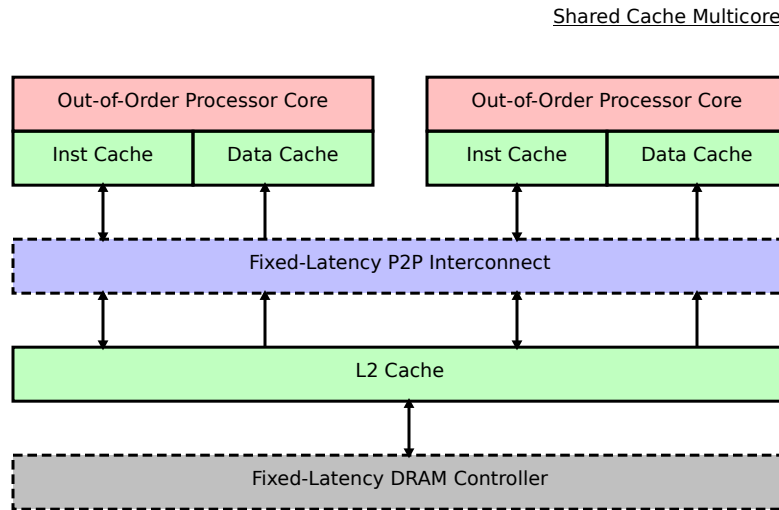 Shared Cache Multicore
Out-of-Order Processor Core
Out-of-Order Processor Core
Inst Cache
Data Cache
Inst Cache
Data Cache
Fixed-Latency P2P Interconnect
L2 Cache
Fixed-Latency DRAM Controller